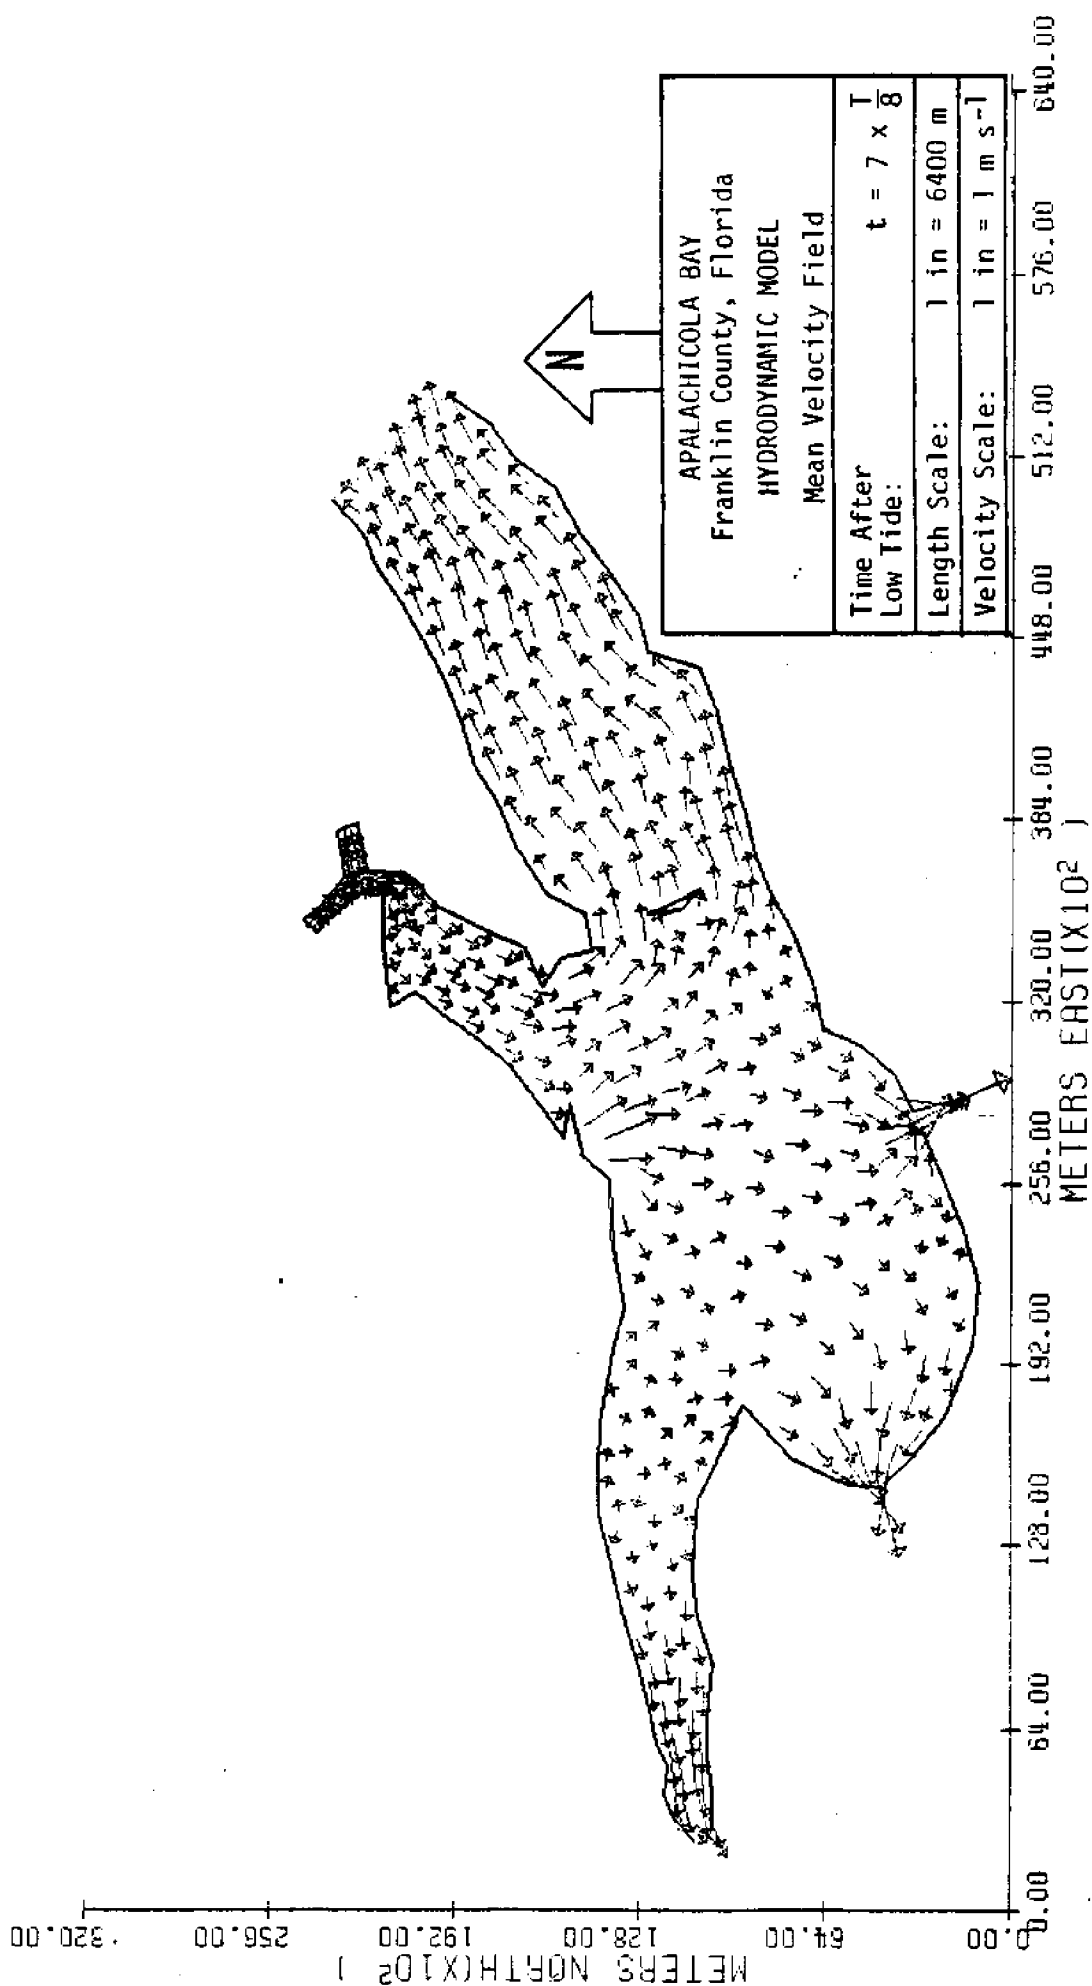 N
APALACHICOLA BAY
Franklin County, Florida
HYDRODYNAMIC MODEL
Mean Velocity Field
Time After
Low Tide: t = 7 x T/8
Length Scale: 1 in = 6400 m
Velocity Scale: 1 in = 1 m s⁻¹
METERS NORTH(X10² )
320.00
256.00
192.00
128.00
64.00
0.00
0.00 64.00 128.00 192.00 256.00 320.00 384.00 448.00 512.00 576.00 640.00
METERS EAST(X10² )